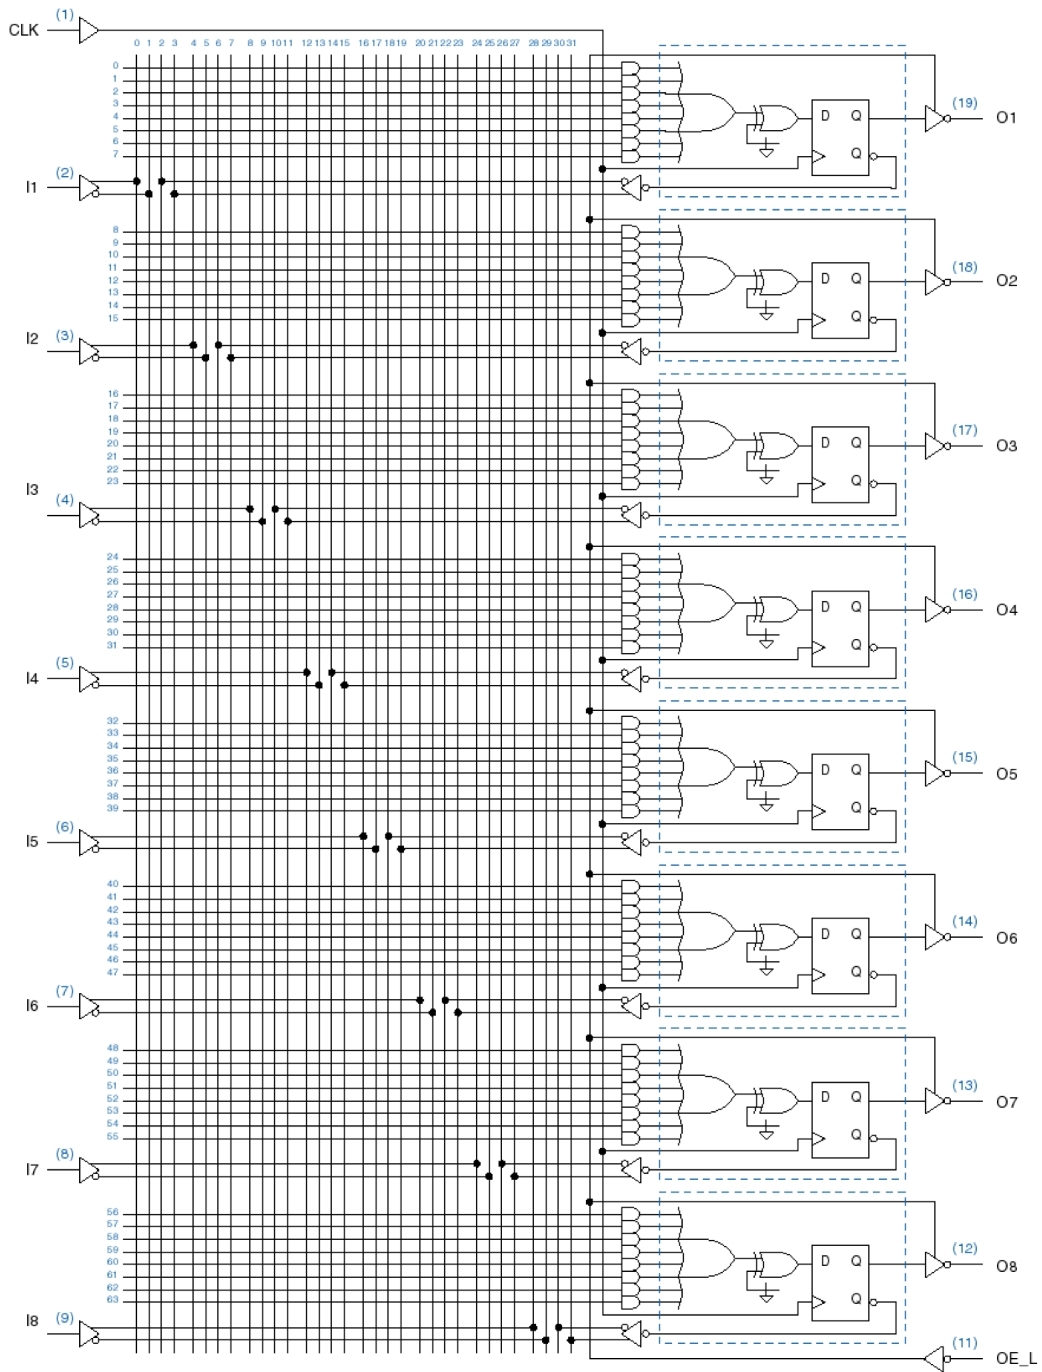 CLK (1)
0 1 2 3 4 5 6 7 8 9 10 11 12 13 14 15 16 17 18 19 20 21 22 23 24 25 26 27 28 29 30 31
0
1
2
3
4
5
6
7
D Q
Q
(19) O1
I1 (2)
8
9
10
11
12
13
14
15
D Q
Q
(18) O2
I2 (3)
16
17
18
19
20
21
22
23
D Q
Q
(17) O3
I3 (4)
24
25
26
27
28
29
30
31
D Q
Q
(16) O4
I4 (5)
32
33
34
35
36
37
38
39
D Q
Q
(15) O5
I5 (6)
40
41
42
43
44
45
46
47
D Q
Q
(14) O6
I6 (7)
48
49
50
51
52
53
54
55
D Q
Q
(13) O7
I7 (8)
56
57
58
59
60
61
62
63
D Q
Q
(12) O8
I8 (9)
(11) OE_L